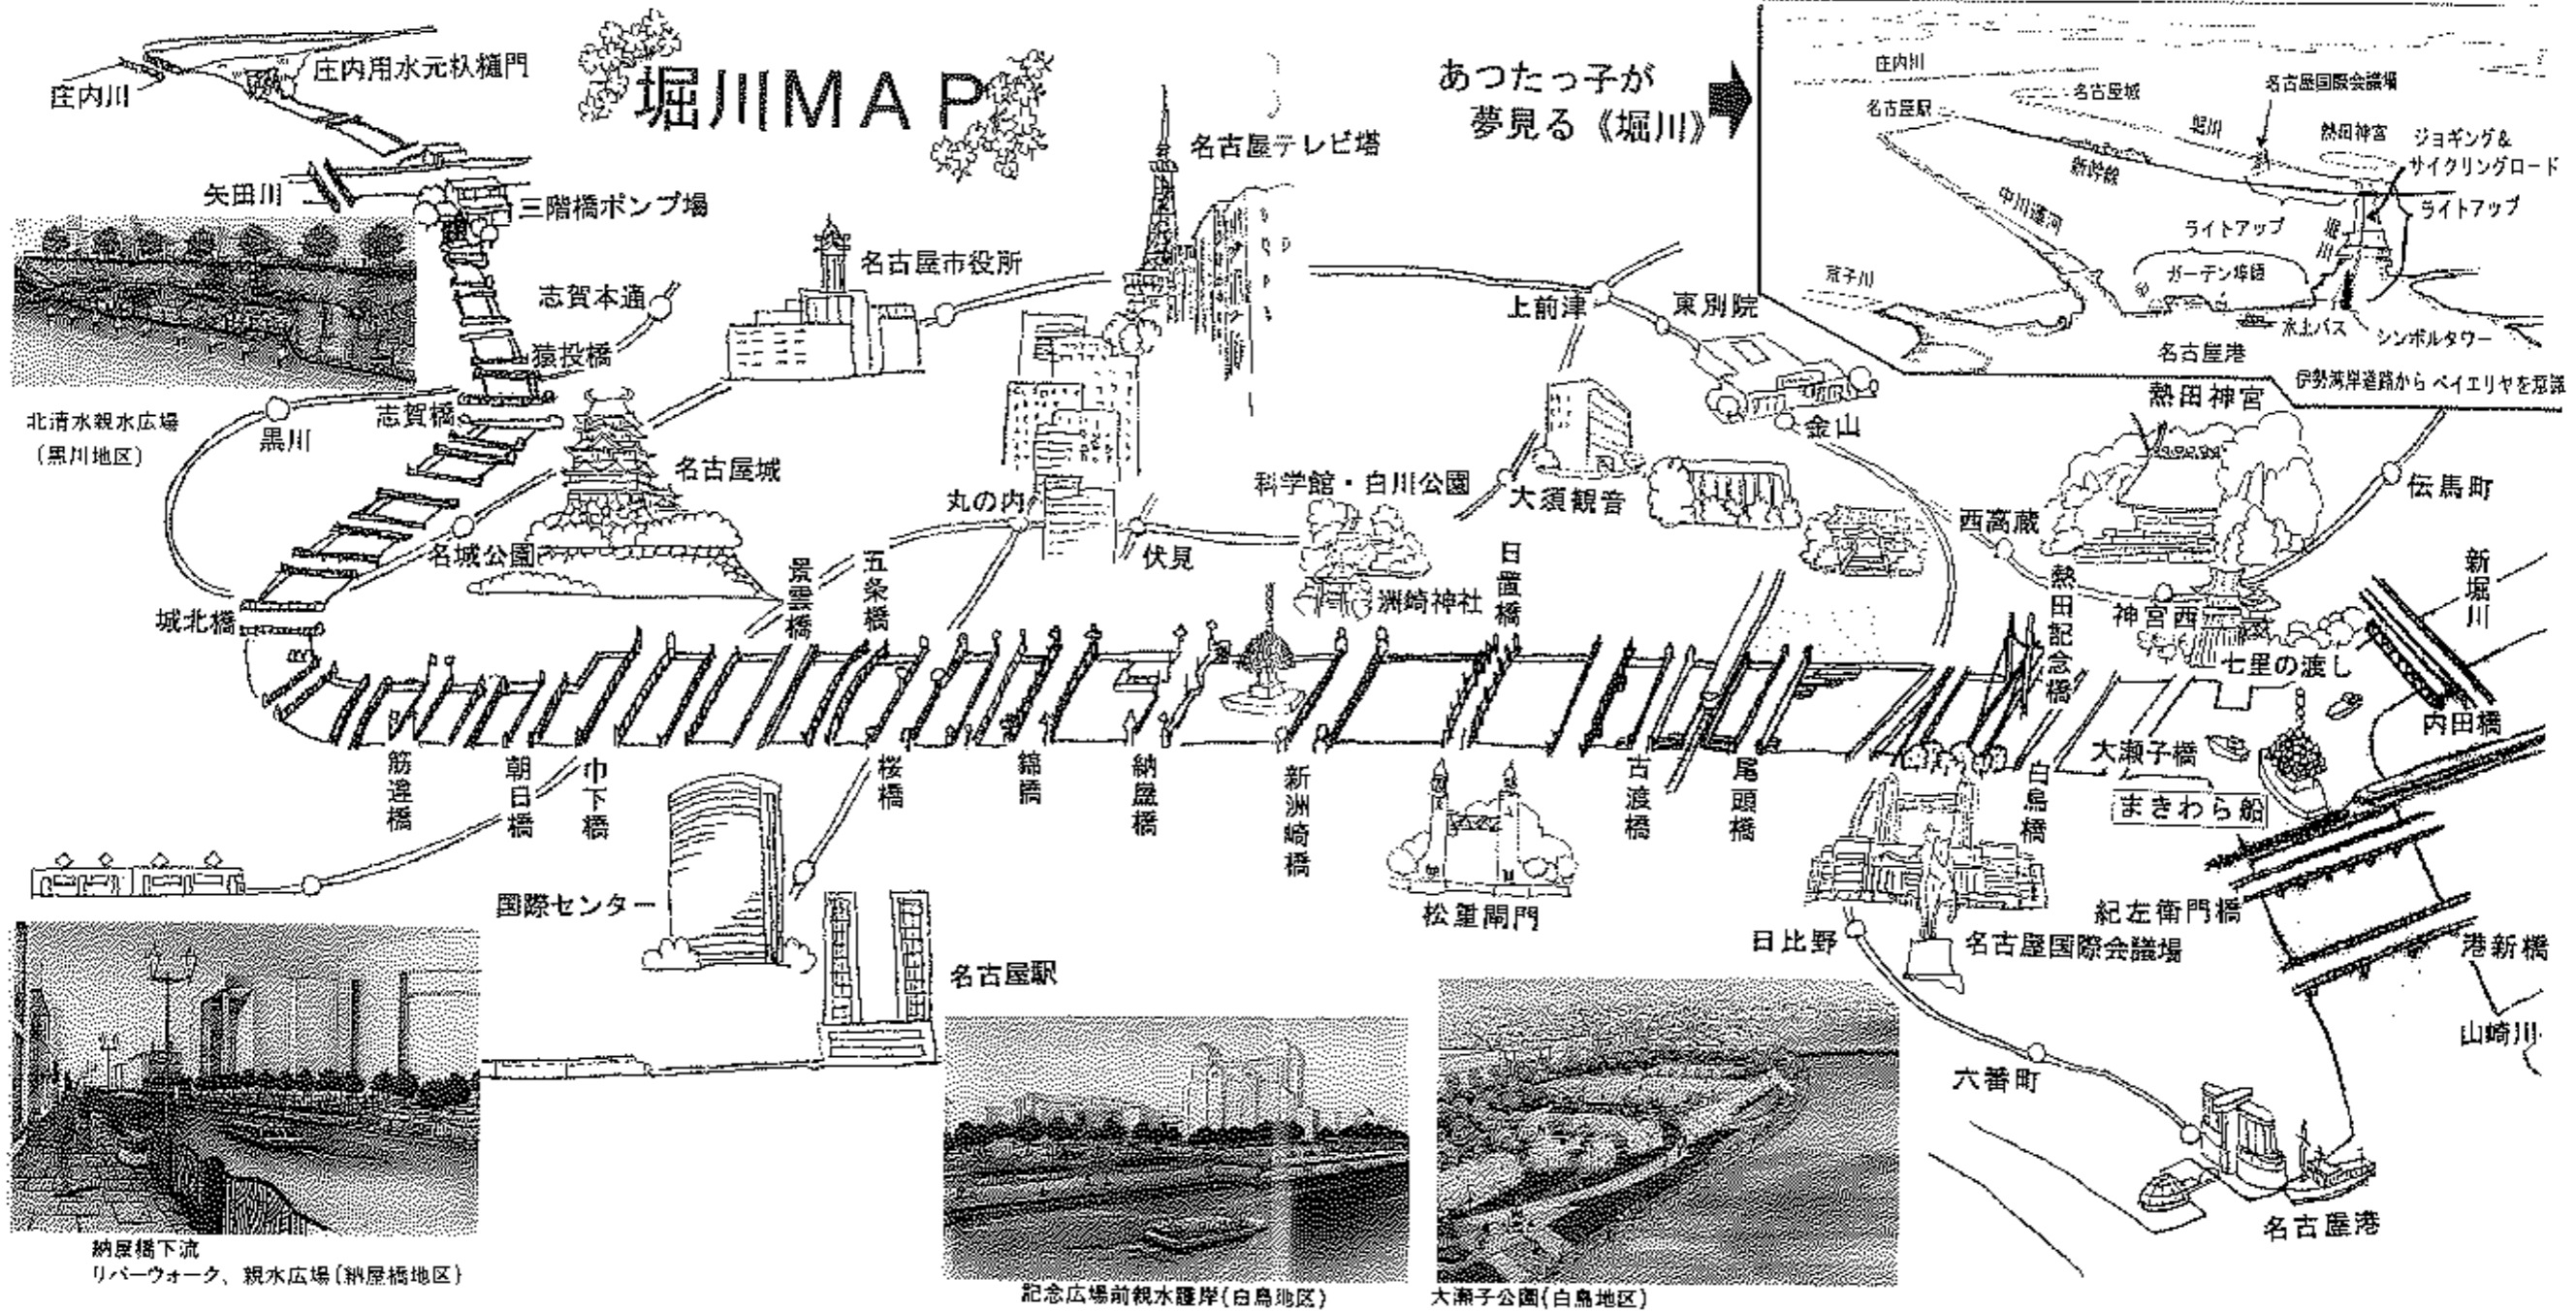 堀川MAP
庄内川
庄内用水元杁樋門
矢田川
三階橋ポンプ場
志賀本通
猿投橋
志賀橋
黒川
北清水親水広場
(黒川地区)
名古屋市役所
名古屋テレビ塔
名古屋城
名城公園
城北橋
丸の内
伏見
景雲橋
五条橋
科学館・白川公園
洲崎神社
大須観音
上前津
東別院
金山
日置橋
西高蔵
熱田神宮
伝馬町
神宮西
熱田記念橋
七里の渡し
新堀川
内田橋
筋違橋
朝日橋
巾下橋
桜橋
錦橋
納屋橋
新洲崎橋
古渡橋
尾頭橋
白鳥橋
大瀬子橋
まきわら船
国際センター
名古屋駅
松重閘門
日比野
名古屋国際会議場
紀左衛門橋
港新橋
山崎川
六番町
名古屋港
納屋橋下流
リバーウォーク、親水広場(納屋橋地区)
記念広場前親水護岸(白鳥地区)
大瀬子公園(白鳥地区)
あつたっ子が
夢見る《堀川》
庄内川
名古屋駅
名古屋城
名古屋国際会議場
堀川
熱田神宮
ジョギング&
サイクリングロード
新幹線
中川運河
ライトアップ
堀川
ライトアップ
荒子川
ガーデン埠頭
水上バス
シンボルタワー
名古屋港
伊勢湾岸道路から ベイエリヤを意識